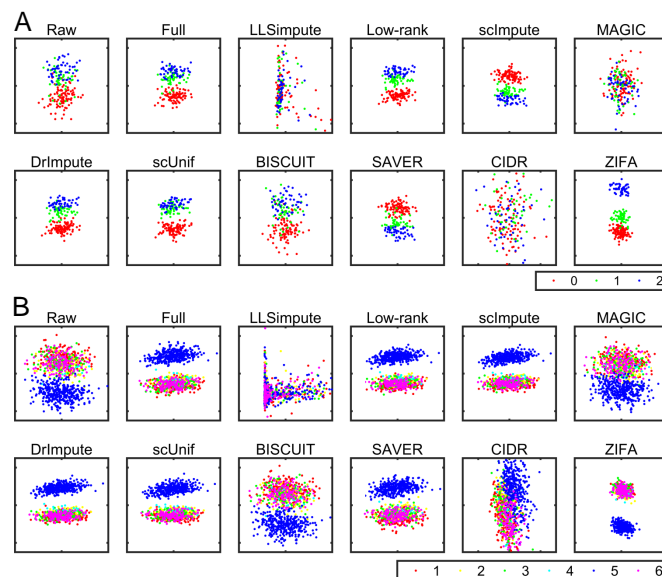 A
Raw Full LLSimpute Low-rank scImpute MAGIC
DrImpute scUnif BISCUIT SAVER CIDR ZIFA
0 1 2
B
Raw Full LLSimpute Low-rank scImpute MAGIC
DrImpute scUnif BISCUIT SAVER CIDR ZIFA
1 2 3 4 5 6